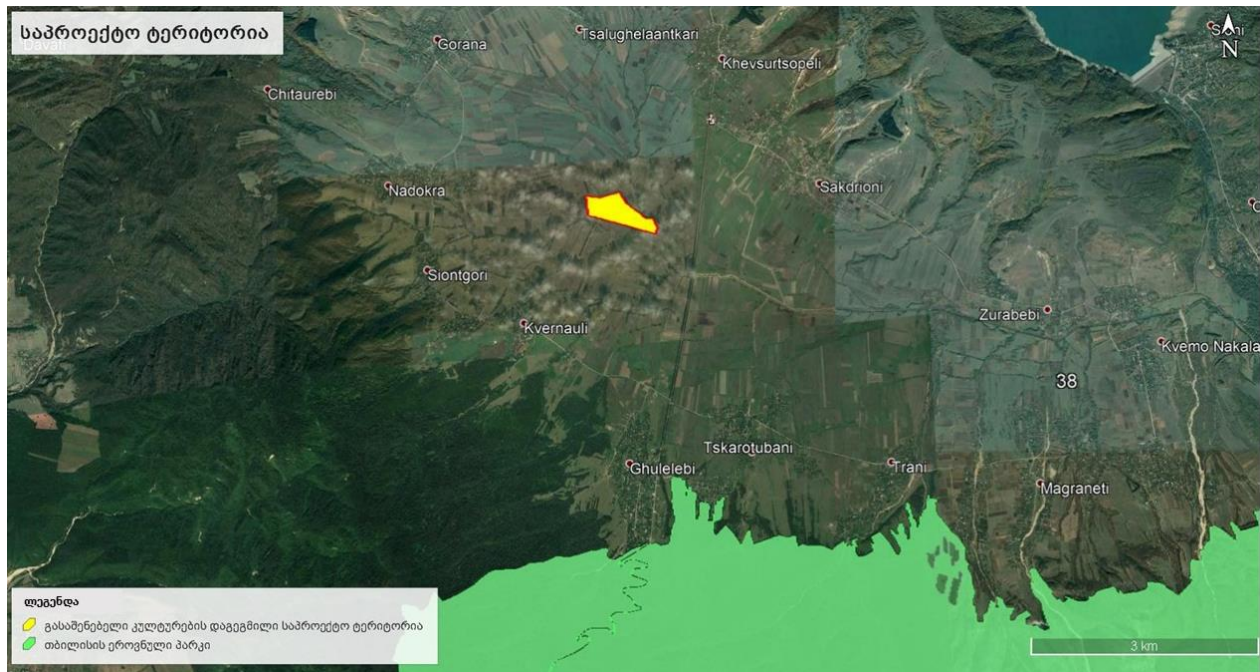 საპროექტო ტერიტორია
Tsalughelaantkari
Gorana
Khevsurtsopeli
Chitaurebi
Nadokra
Sakdrioni
Siontgori
Zurabebi
Kvernauli
Kvemo Nakala
38
Tskarotubani
Ghulelebi
Trani
Magraneti
ლეგენდა
გასაშენებელი კულტურების დაგეგმილი საპროექტო ტერიტორია
თბილისის ეროვნული პარკი
N
3 km